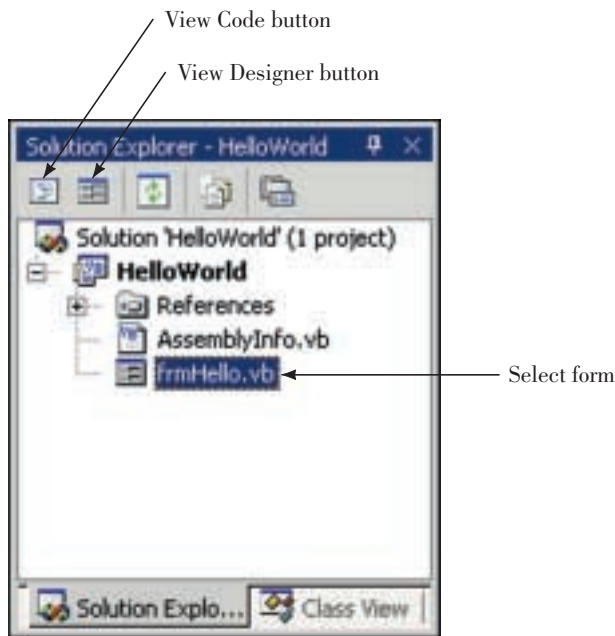 View Code button
View Designer button
Solution Explorer - HelloWorld
Solution 'HelloWorld' (1 project)
HelloWorld
References
AssemblyInfo.vb
frmHello.vb
Select form
Solution Explo...
Class View